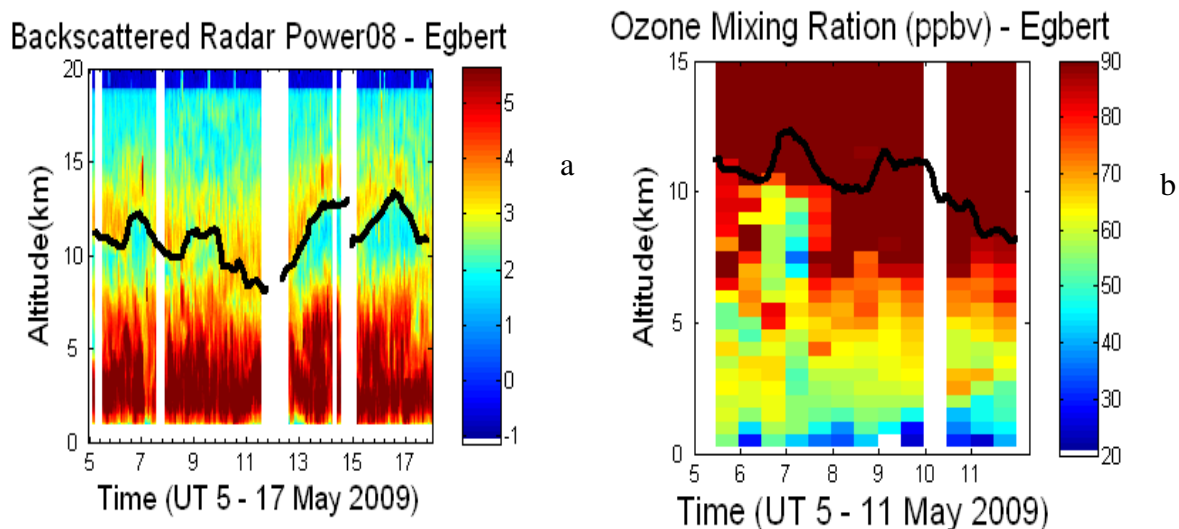 Backscattered Radar Power08 - Egbert
20
15
10
5
0
Altitude(km)
5 7 9 11 13 15 17
Time (UT 5 - 17 May 2009)
5
4
3
2
1
0
-1
a
Ozone Mixing Ration (ppbv) - Egbert
15
10
5
0
Altitude(km)
5 6 7 8 9 10 11
Time (UT 5 - 11 May 2009)
90
80
70
60
50
40
30
20
b